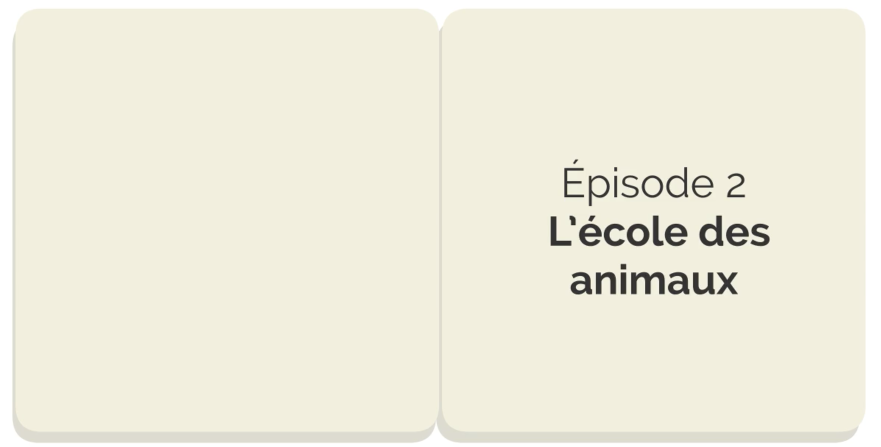 Épisode 2
L’école des
animaux